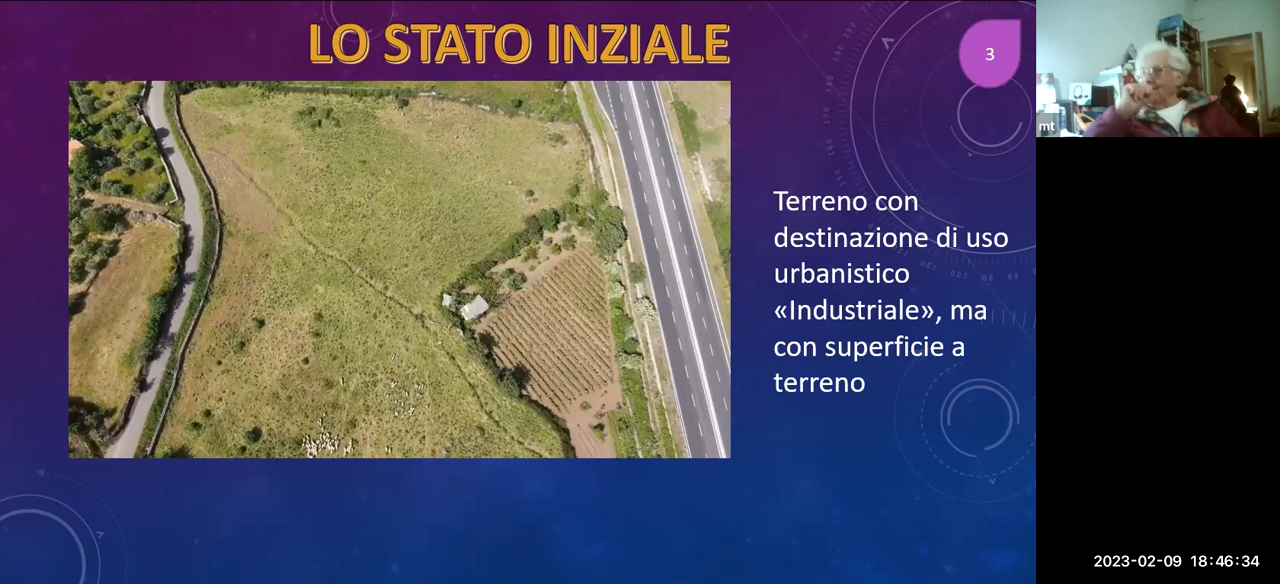 LO STATO INZIALE
3
mt
Terreno con
destinazione di uso
urbanistico
«Industriale», ma
con superficie a
terreno
2023-02-09 18:46:34